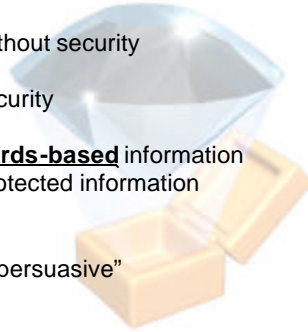 thout security
curity
rds-based information
otected information
persuasive”